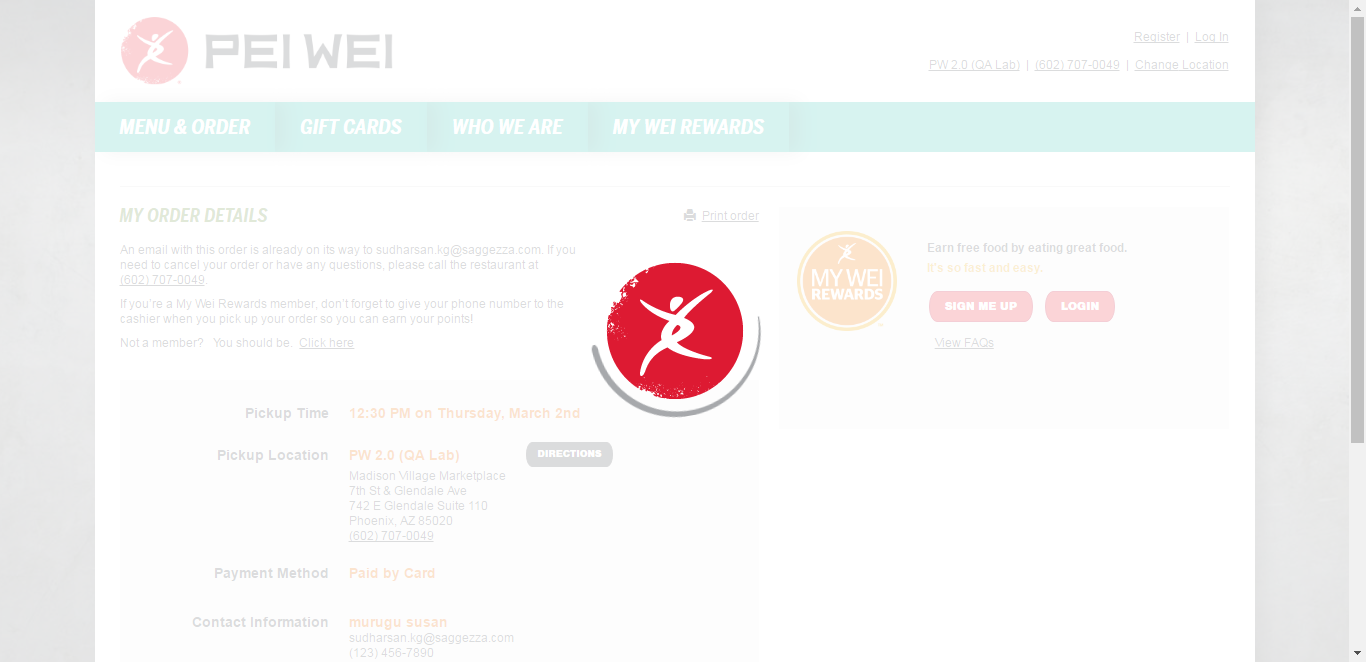 PEI WEI
Register | Log In
PW 2.0 (QA Lab) | (602) 707-0049 | Change Location
MENU & ORDER GIFT CARDS WHO WE ARE MY WEI REWARDS
MY ORDER DETAILS
Print order
An email with this order is already on its way to sudharsan.kg@saggezza.com. If you
need to cancel your order or have any questions, please call the restaurant at
(602) 707-0049.
If you're a My Wei Rewards member, don't forget to give your phone number to the
cashier when you pick up your order so you can earn your points!
Not a member? You should be. Click here
Pickup Time 12:30 PM on Thursday, March 2nd
Pickup Location PW 2.0 (QA Lab) DIRECTIONS
Madison Village Marketplace
7th St & Glendale Ave
742 E Glendale Suite 110
Phoenix, AZ 85020
(602) 707-0049
Payment Method Paid by Card
Contact Information murugu susan
sudharsan.kg@saggezza.com
(123) 456-7890
MY WEI
REWARDS
Earn free food by eating great food.
It's so fast and easy.
SIGN ME UP LOGIN
View FAQs